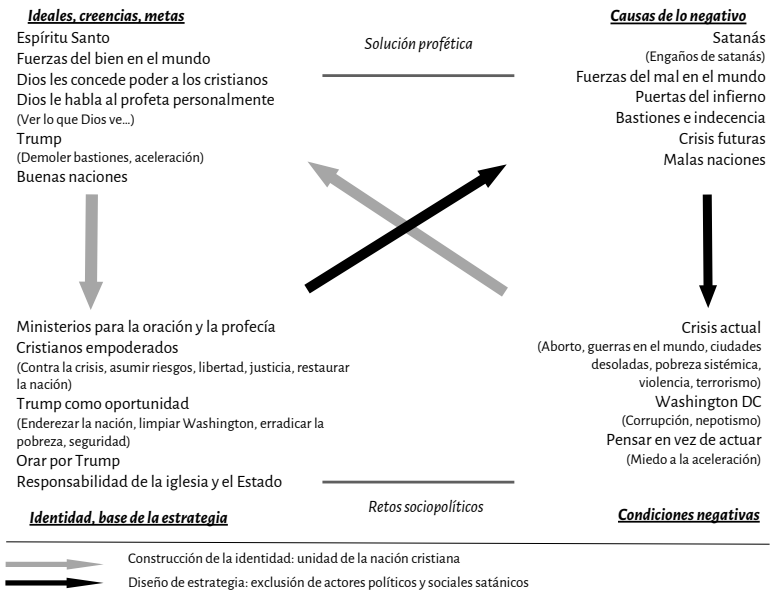 Ideales, creencias, metas
Espíritu Santo
Fuerzas del bien en el mundo
Dios les concede poder a los cristianos
Dios le habla al profeta personalmente
(Ver lo que Dios ve...)
Trump
(Demoler bastiones, aceleración)
Buenas naciones
Solución profética
Causas de lo negativo
Satanás
(Engaños de satanás)
Fuerzas del mal en el mundo
Puertas del infierno
Bastiones e indecencia
Crisis futuras
Malas naciones
Ministerios para la oración y la profecía
Cristianos empoderados
(Contra la crisis, asumir riesgos, libertad, justicia, restaurar
la nación)
Trump como oportunidad
(Enderezar la nación, limpiar Washington, erradicar la
pobreza, seguridad)
Orar por Trump
Responsabilidad de la iglesia y el Estado
Identidad, base de la estrategia
Retos sociopolíticos
Crisis actual
(Aborto, guerras en el mundo, ciudades
desoladas, pobreza sistémica,
violencia, terrorismo)
Washington DC
(Corrupción, nepotismo)
Pensar en vez de actuar
(Miedo a la aceleración)
Condiciones negativas
Construcción de la identidad: unidad de la nación cristiana
Diseño de estrategia: exclusión de actores políticos y sociales satánicos